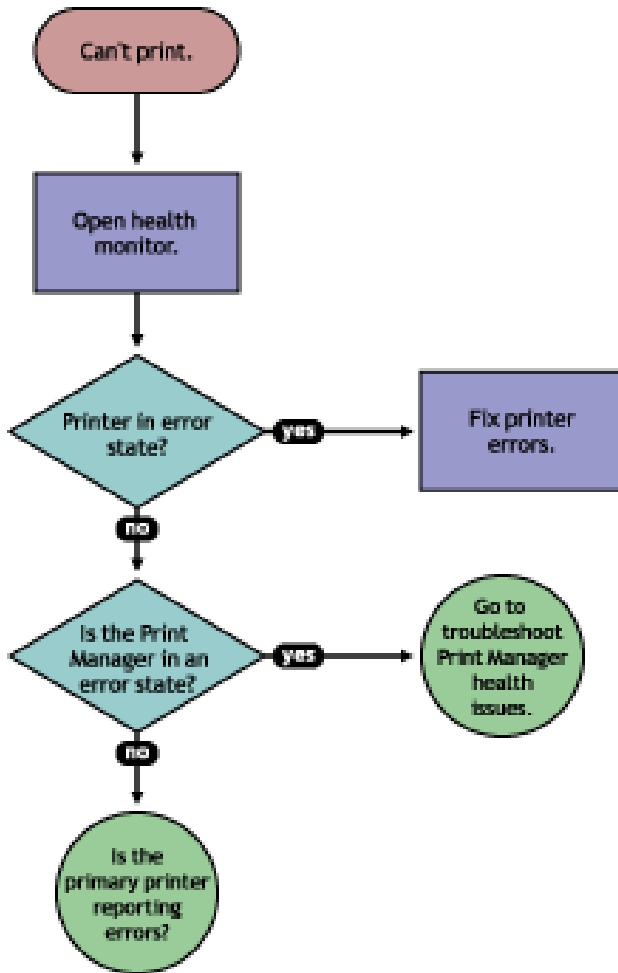 Can't print.
Open health
monitor.
Printer in error
state?
yes
Fix printer
errors.
no
Is the Print
Manager in an
error state?
yes
Go to
troubleshoot
Print Manager
health
issues.
no
Is the
primary printer
reporting
errors?